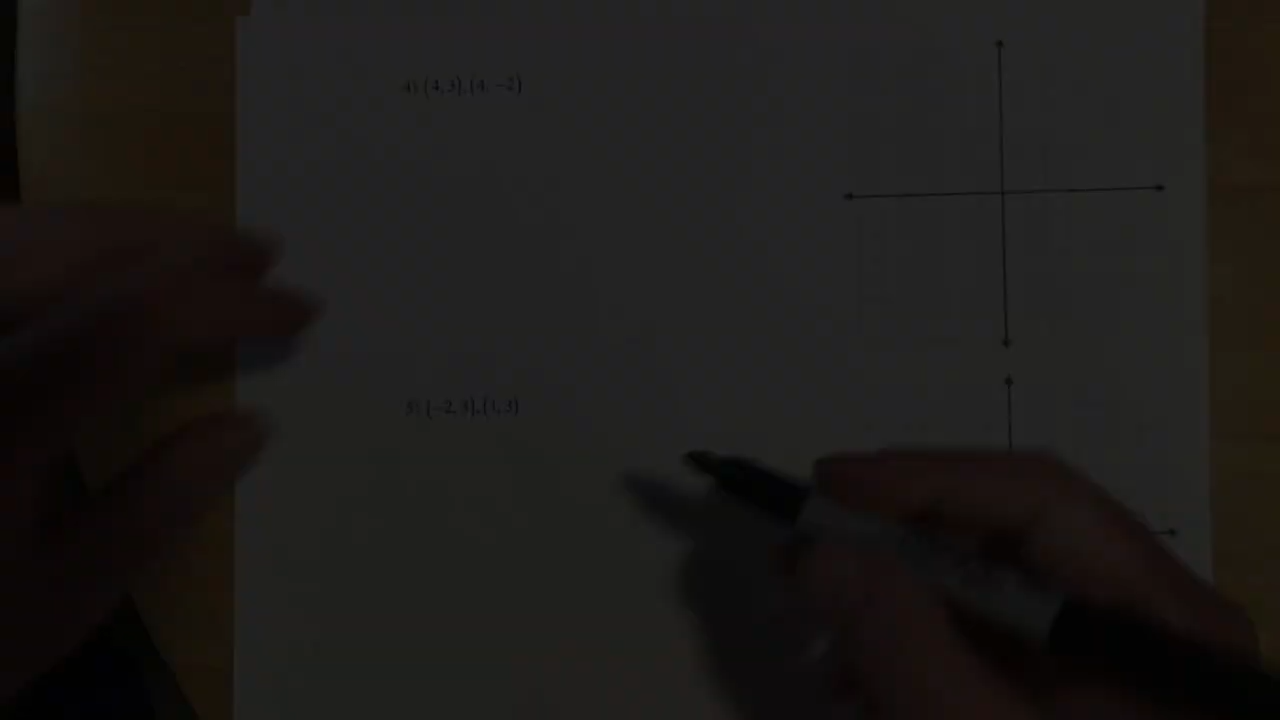 4) (4, 3), (4, −2)
5) (−2, 3), (1, 3)